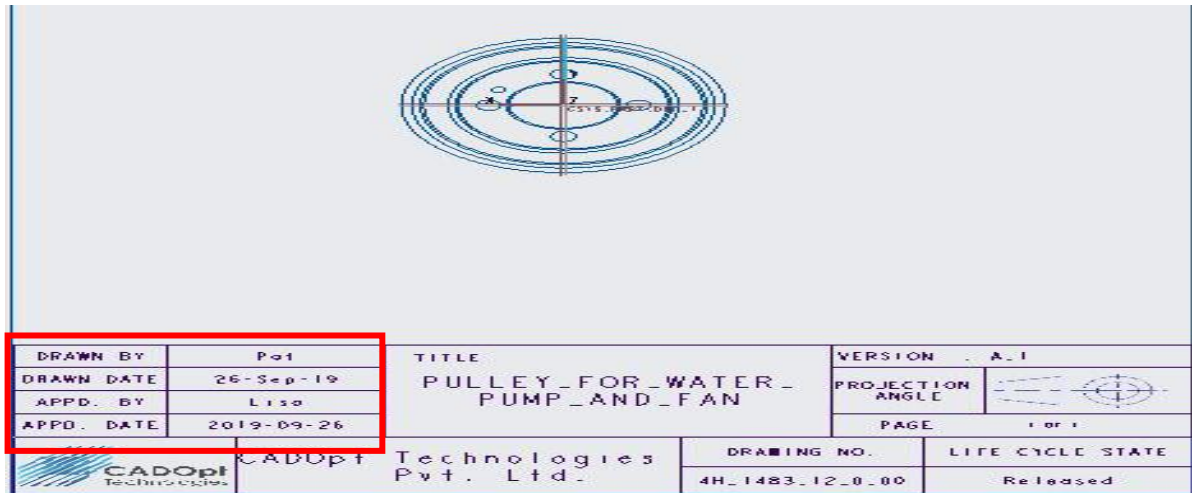 DRAWN BY Pat
DRAWN DATE 26-Sep-19
APPD. BY Lisa
APPD. DATE 2019-09-26
TITLE
PULLEY_FOR_WATER_
PUMP_AND_FAN
VERSION . A.1
PROJECTION
ANGLE
PAGE 1 of 1
CADOpt
Technologies
CADOpt Technologies
Pvt. Ltd.
DRAWING NO.
4H_1483_12_0_00
LIFE CYCLE STATE
Released